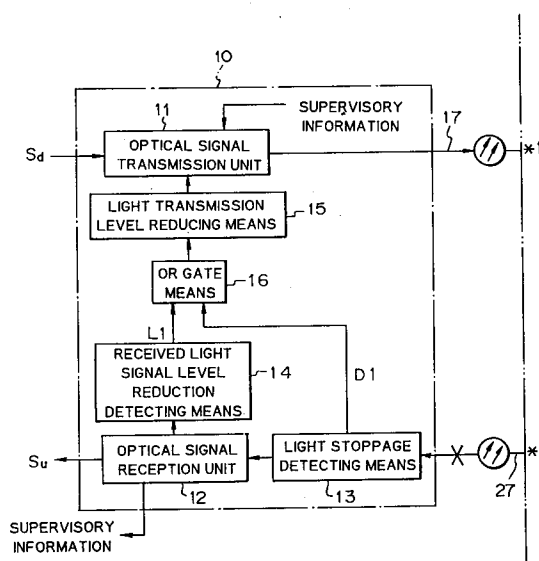 10
11
SUPERVISORY
INFORMATION
17
Sd
OPTICAL SIGNAL
TRANSMISSION UNIT
*1
LIGHT TRANSMISSION
LEVEL REDUCING MEANS
15
OR GATE
MEANS
16
L1
D1
RECEIVED LIGHT
SIGNAL LEVEL
REDUCTION
DETECTING MEANS
14
Su
OPTICAL SIGNAL
RECEPTION UNIT
LIGHT STOPPAGE
DETECTING MEANS
X
*
12
13
27
SUPERVISORY
INFORMATION